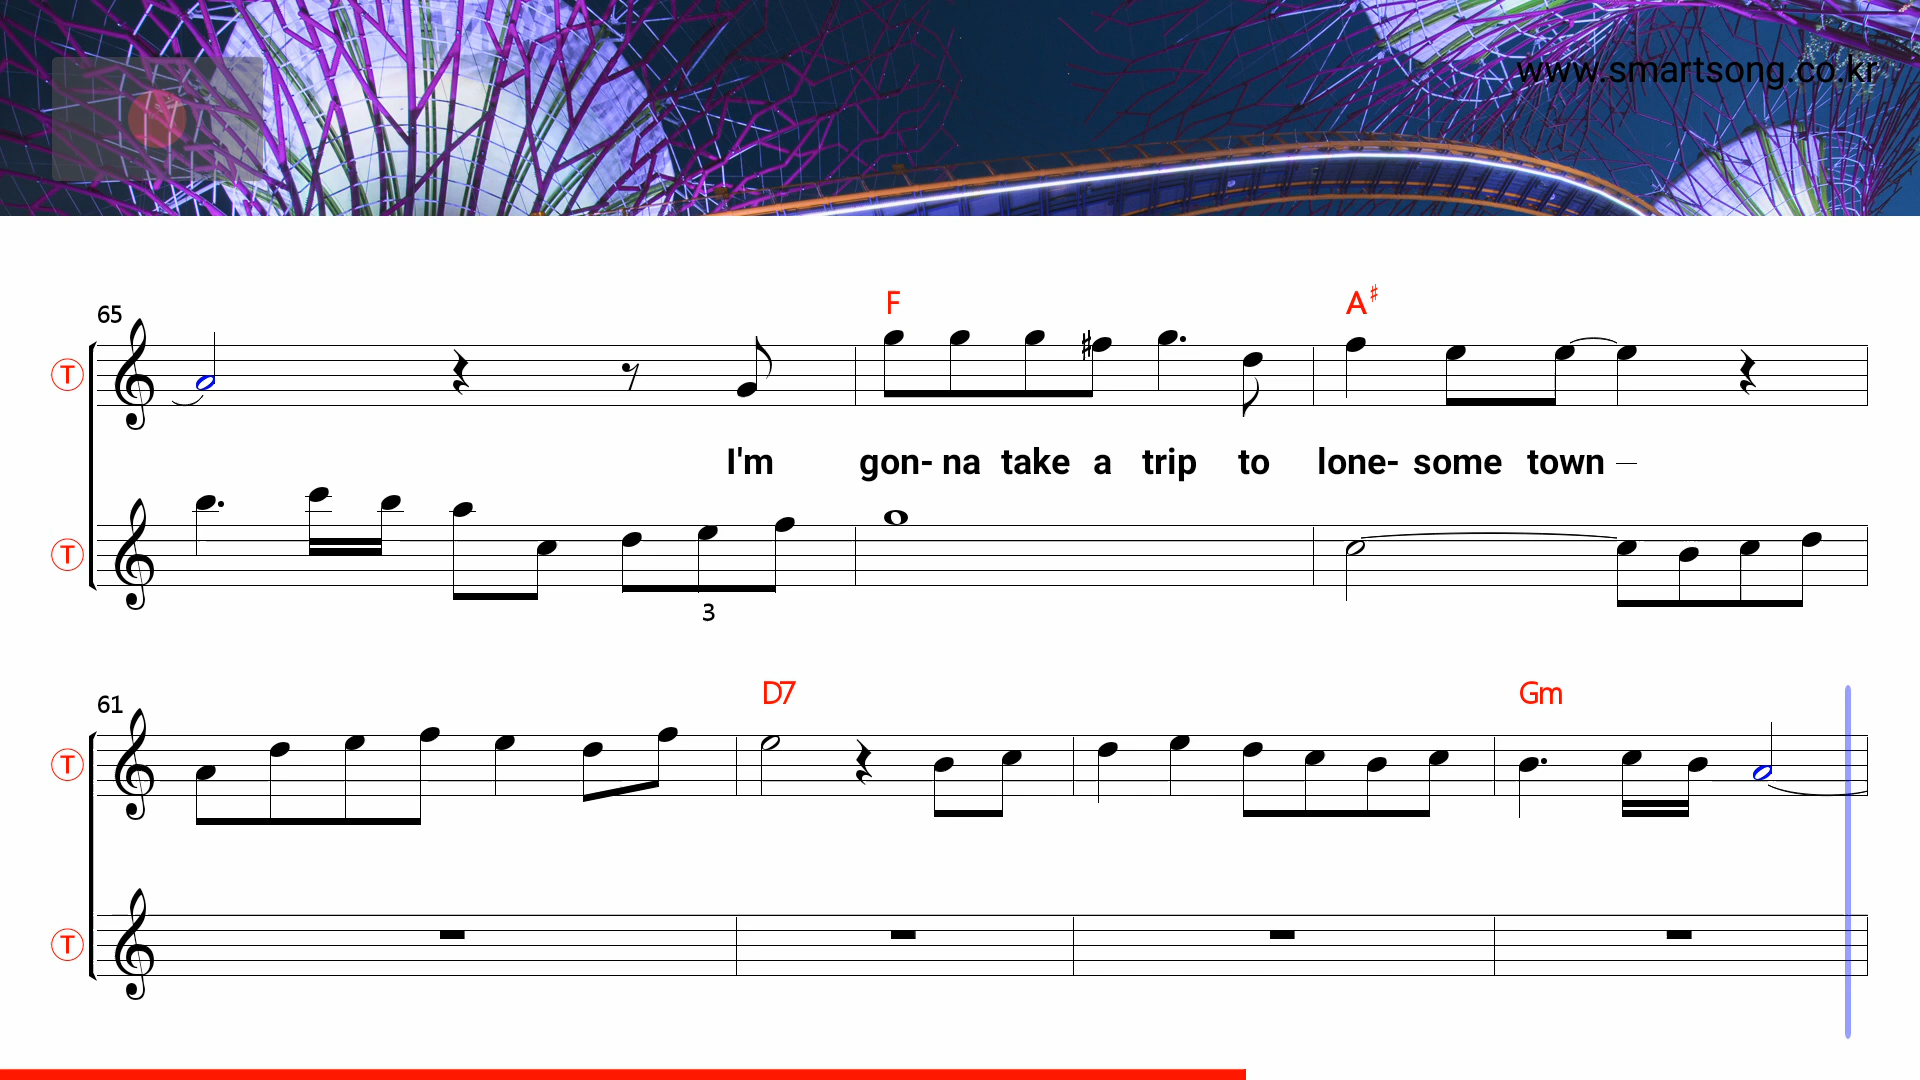 www.smartsong.co.kr
F A♯
65
T
I'm gon- na take a trip to lone- some town
T
3
D7 Gm
61
T
T